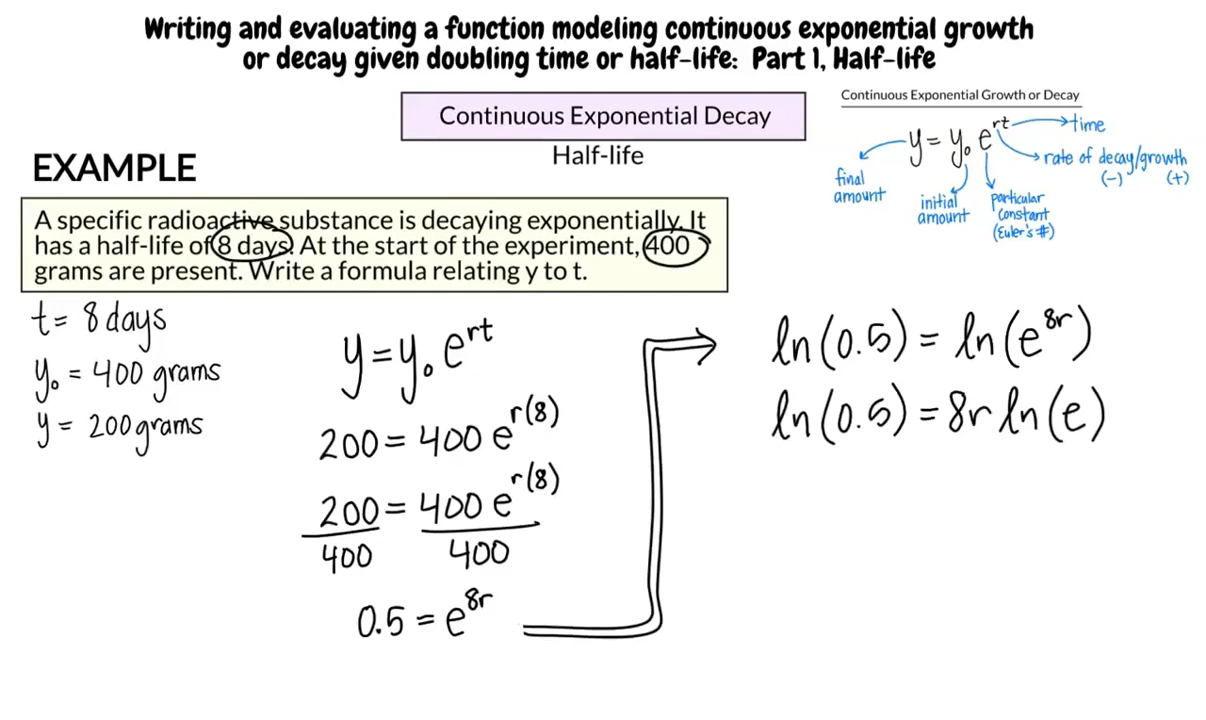 Writing and evaluating a function modeling continuous exponential growth
or decay given doubling time or half-life: Part 1, Half-life
Continuous Exponential Decay
Half-life
Continuous Exponential Growth or Decay
y = y₀ e^rt
time
rate of decay/growth
(-) (+)
final
amount
initial
amount
particular
constant
(Euler's #)
EXAMPLE
A specific radioactive substance is decaying exponentially. It
has a half-life of 8 days. At the start of the experiment, 400
grams are present. Write a formula relating y to t.
t = 8 days
y₀ = 400 grams
y = 200 grams
y = y₀ e^rt
200 = 400 e^r(8)
200 = 400 e^r(8)
400 400
0.5 = e^8r
ln(0.5) = ln(e^8r)
ln(0.5) = 8r ln(e)